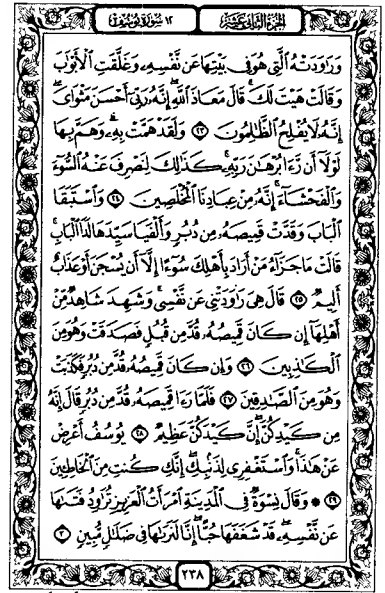 الجزء الثاني عشر ١٢ سورة يوسف
وَرَٰوَدَتْهُ ٱلَّتِى هُوَ فِى بَيْتِهَا عَن نَّفْسِهِۦ وَغَلَّقَتِ ٱلْأَبْوَٰبَ
وَقَالَتْ هَيْتَ لَكَ ۚ قَالَ مَعَاذَ ٱللَّهِ ۖ إِنَّهُۥ رَبِّىٓ أَحْسَنَ مَثْوَاىَ ۖ
إِنَّهُۥ لَا يُفْلِحُ ٱلظَّٰلِمُونَ ٢٣ وَلَقَدْ هَمَّتْ بِهِۦ ۖ وَهَمَّ بِهَا
لَوْلَآ أَن رَّءَا بُرْهَٰنَ رَبِّهِۦ ۚ كَذَٰلِكَ لِنَصْرِفَ عَنْهُ ٱلسُّوٓءَ
وَٱلْفَحْشَآءَ ۚ إِنَّهُۥ مِنْ عِبَادِنَا ٱلْمُخْلَصِينَ ٢٤ وَٱسْتَبَقَا
ٱلْبَابَ وَقَدَّتْ قَمِيصَهُۥ مِن دُبُرٍ وَأَلْفَيَا سَيِّدَهَا لَدَا ٱلْبَابِ ۚ
قَالَتْ مَا جَزَآءُ مَنْ أَرَادَ بِأَهْلِكَ سُوٓءًا إِلَّآ أَن يُسْجَنَ أَوْ عَذَابٌ
أَلِيمٌ ٢٥ قَالَ هِىَ رَٰوَدَتْنِى عَن نَّفْسِى ۚ وَشَهِدَ شَاهِدٌ مِّنْ
أَهْلِهَآ إِن كَانَ قَمِيصُهُۥ قُدَّ مِن قُبُلٍ فَصَدَقَتْ وَهُوَ مِنَ
ٱلْكَٰذِبِينَ ٢٦ وَإِن كَانَ قَمِيصُهُۥ قُدَّ مِن دُبُرٍ فَكَذَبَتْ
وَهُوَ مِنَ ٱلصَّٰدِقِينَ ٢٧ فَلَمَّا رَءَا قَمِيصَهُۥ قُدَّ مِن دُبُرٍ قَالَ إِنَّهُۥ
مِن كَيْدِكُنَّ ۖ إِنَّ كَيْدَكُنَّ عَظِيمٌ ٢٨ يُوسُفُ أَعْرِضْ
عَنْ هَٰذَا ۚ وَٱسْتَغْفِرِى لِذَنۢبِكِ ۖ إِنَّكِ كُنتِ مِنَ ٱلْخَاطِـِٔينَ
٢٩ ۞ وَقَالَ نِسْوَةٌ فِى ٱلْمَدِينَةِ ٱمْرَأَتُ ٱلْعَزِيزِ تُرَٰوِدُ فَتَىٰهَا
عَن نَّفْسِهِۦ ۖ قَدْ شَغَفَهَا حُبًّا ۖ إِنَّا لَنَرَىٰهَا فِى ضَلَٰلٍ مُّبِينٍ ٣٠
٢٣٨